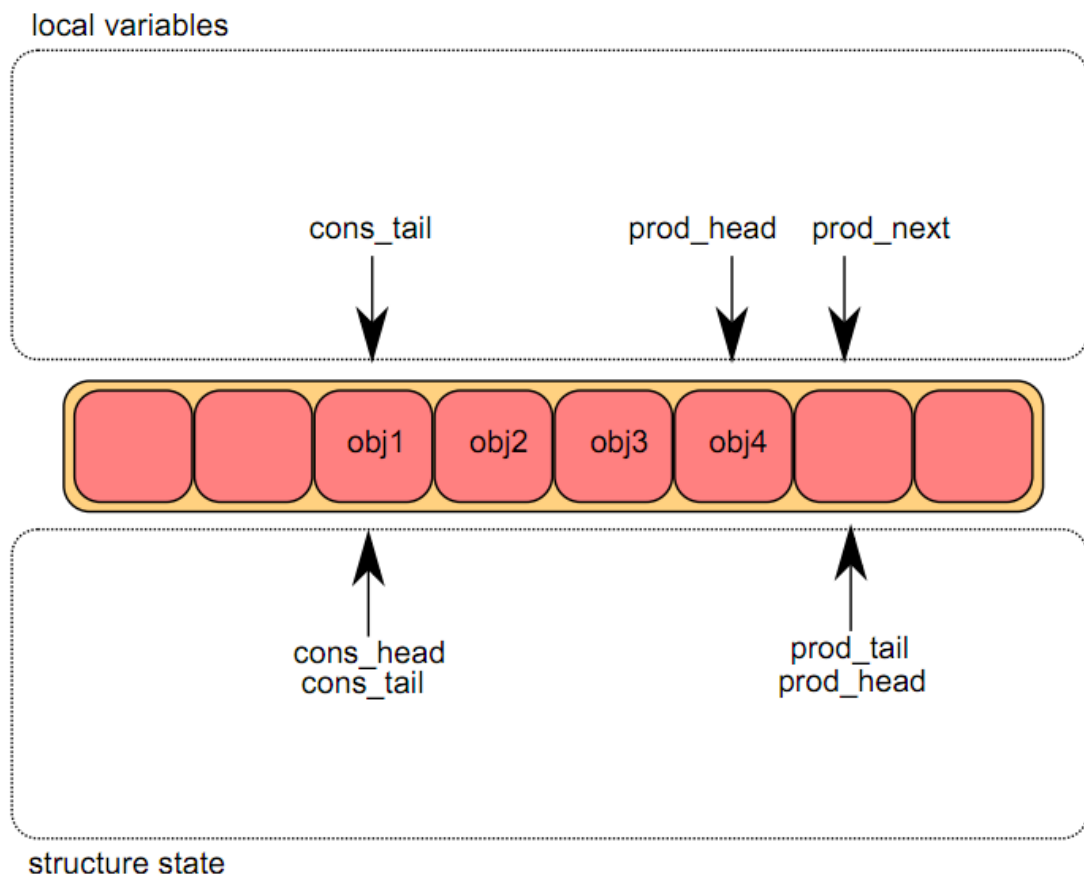 local variables
cons_tail
prod_head
prod_next
obj1
obj2
obj3
obj4
cons_head
cons_tail
prod_tail
prod_head
structure state